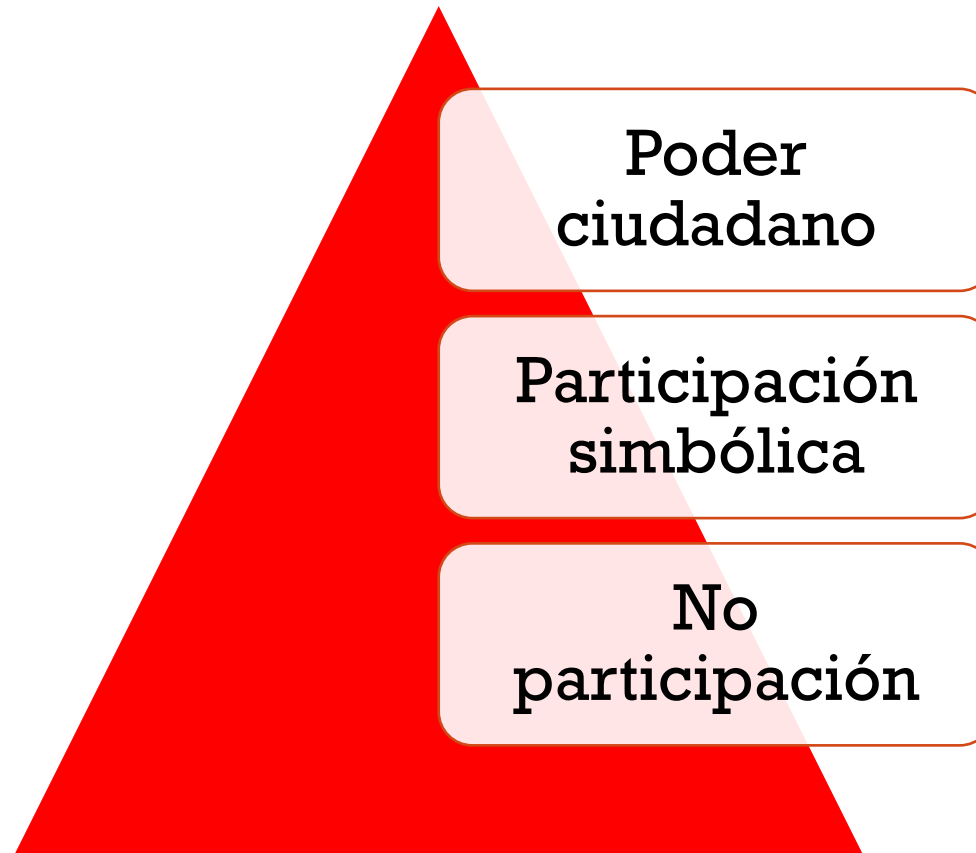 Poder
ciudadano
Participación
simbólica
No
participación